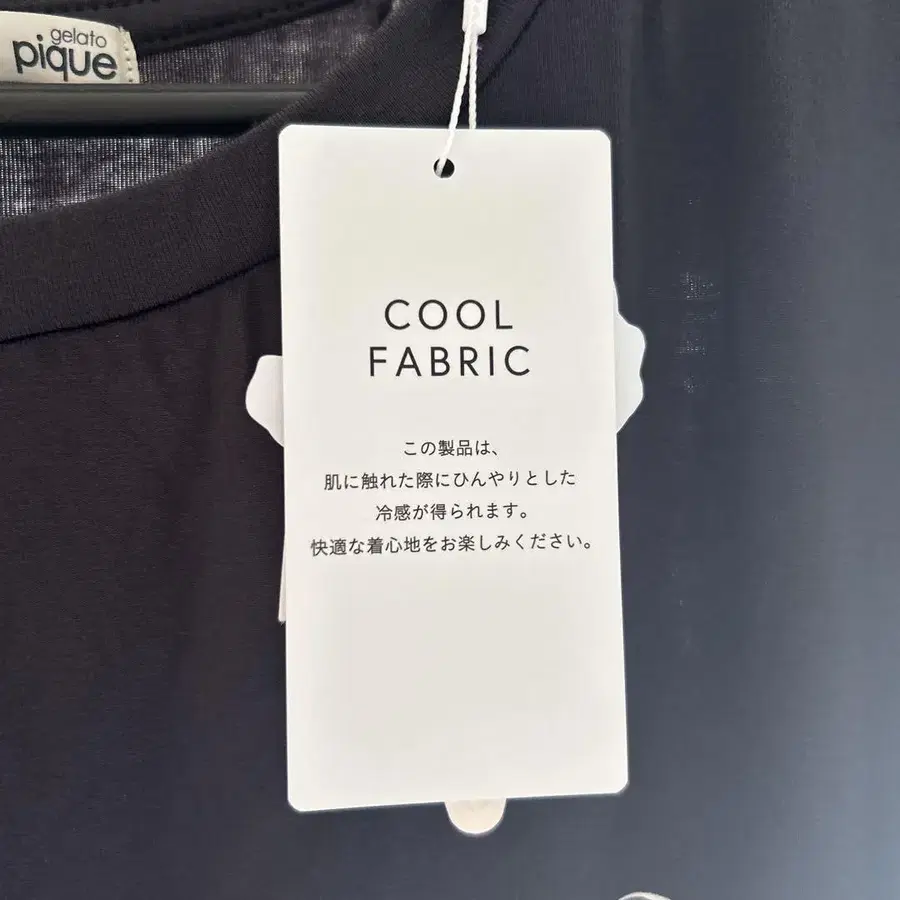 gelato
pique
COOL
FABRIC
この製品は、
肌に触れた際にひんやりとした
冷感が得られます。
快適な着心地をお楽しみください。